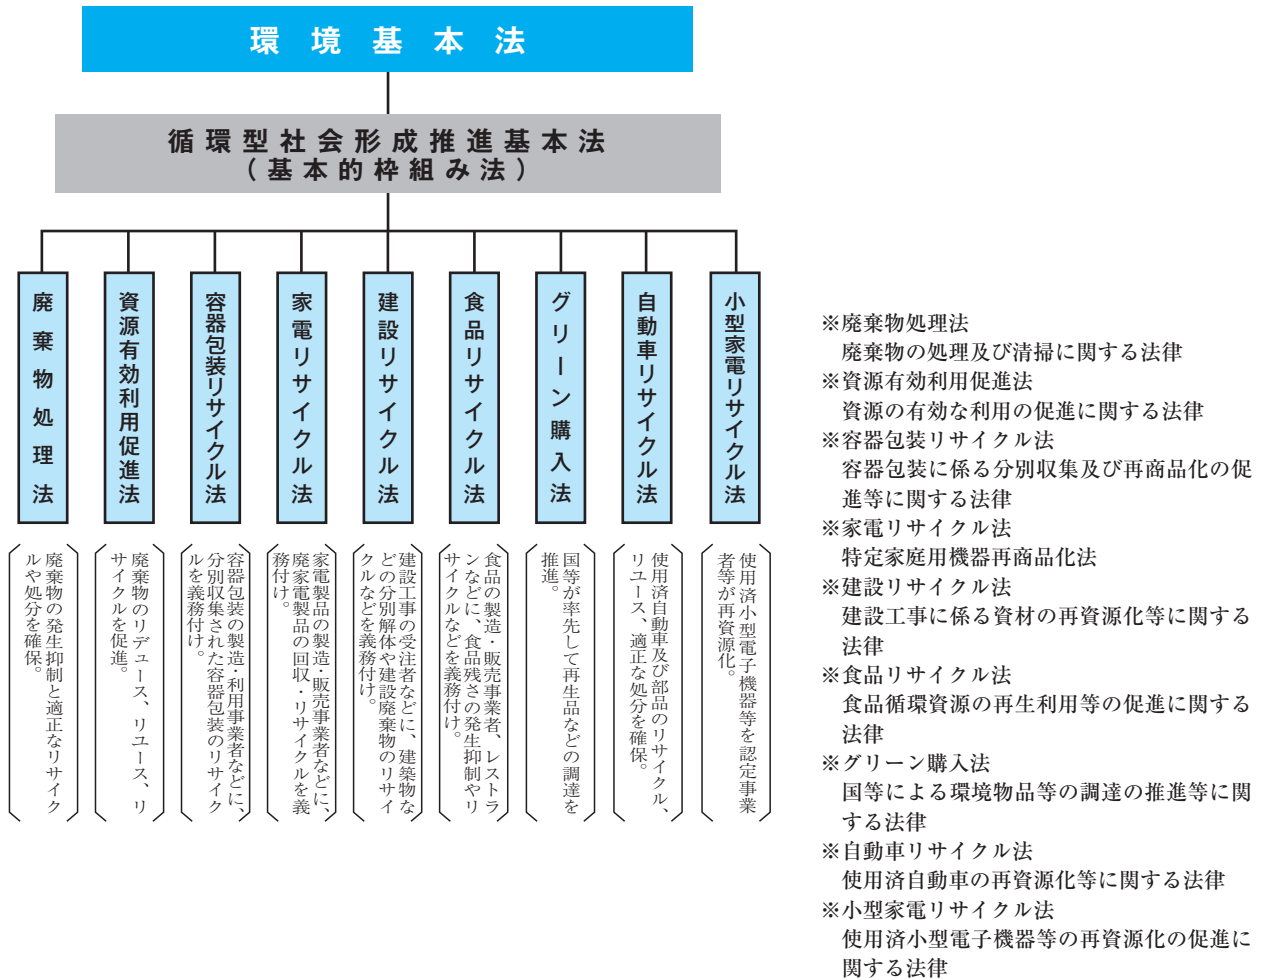 環境基本法
循環型社会形成推進基本法
(基本的枠組み法)
廃棄物処理法
資源有効利用促進法
容器包装リサイクル法
家電リサイクル法
建設リサイクル法
食品リサイクル法
グリーン購入法
自動車リサイクル法
小型家電リサイクル法
廃棄物の発生抑制と適正なリサイク
ルや処分を確保。
廃棄物のリデュース、リユース、リ
サイクルを促進。
容器包装の製造・利用事業者などに、
分別収集された容器包装のリサイク
ルを義務付け。
家電製品の製造・販売事業者などに、
廃家電製品の回収・リサイクルを義
務付け。
建設工事の受注者などに、建築物な
どの分別解体や建設廃棄物のリサイ
クルなどを義務付け。
食品の製造・販売事業者、レストラ
ンなどに、食品残さの発生抑制やリ
サイクルなどを義務付け。
国等が率先して再生品などの調達を
推進。
使用済自動車及び部品のリサイクル、
リユース、適正な処分を確保。
使用済小型電子機器等を認定事業
者等が再資源化。
※廃棄物処理法
廃棄物の処理及び清掃に関する法律
※資源有効利用促進法
資源の有効な利用の促進に関する法律
※容器包装リサイクル法
容器包装に係る分別収集及び再商品化の促
進等に関する法律
※家電リサイクル法
特定家庭用機器再商品化法
※建設リサイクル法
建設工事に係る資材の再資源化等に関する
法律
※食品リサイクル法
食品循環資源の再生利用等の促進に関する
法律
※グリーン購入法
国等による環境物品等の調達の推進等に関
する法律
※自動車リサイクル法
使用済自動車の再資源化等に関する法律
※小型家電リサイクル法
使用済小型電子機器等の再資源化の促進に
関する法律